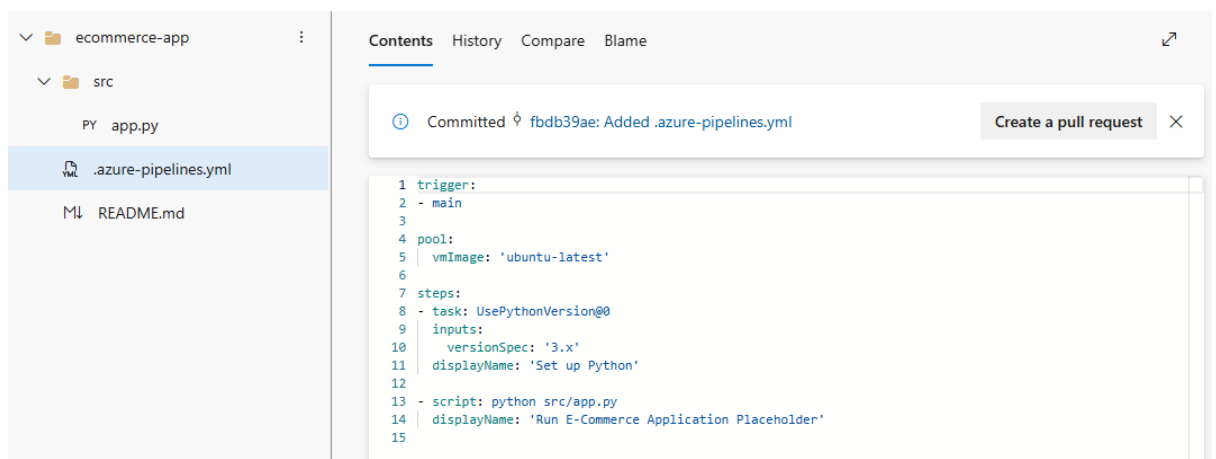 ecommerce-app
src
PY app.py
YML .azure-pipelines.yml
M↓ README.md
Contents History Compare Blame
Committed fbdb39ae: Added .azure-pipelines.yml
Create a pull request
1 trigger:
2 - main
3
4 pool:
5   vmImage: 'ubuntu-latest'
6
7 steps:
8 - task: UsePythonVersion@0
9   inputs:
10     versionSpec: '3.x'
11   displayName: 'Set up Python'
12
13 - script: python src/app.py
14   displayName: 'Run E-Commerce Application Placeholder'
15